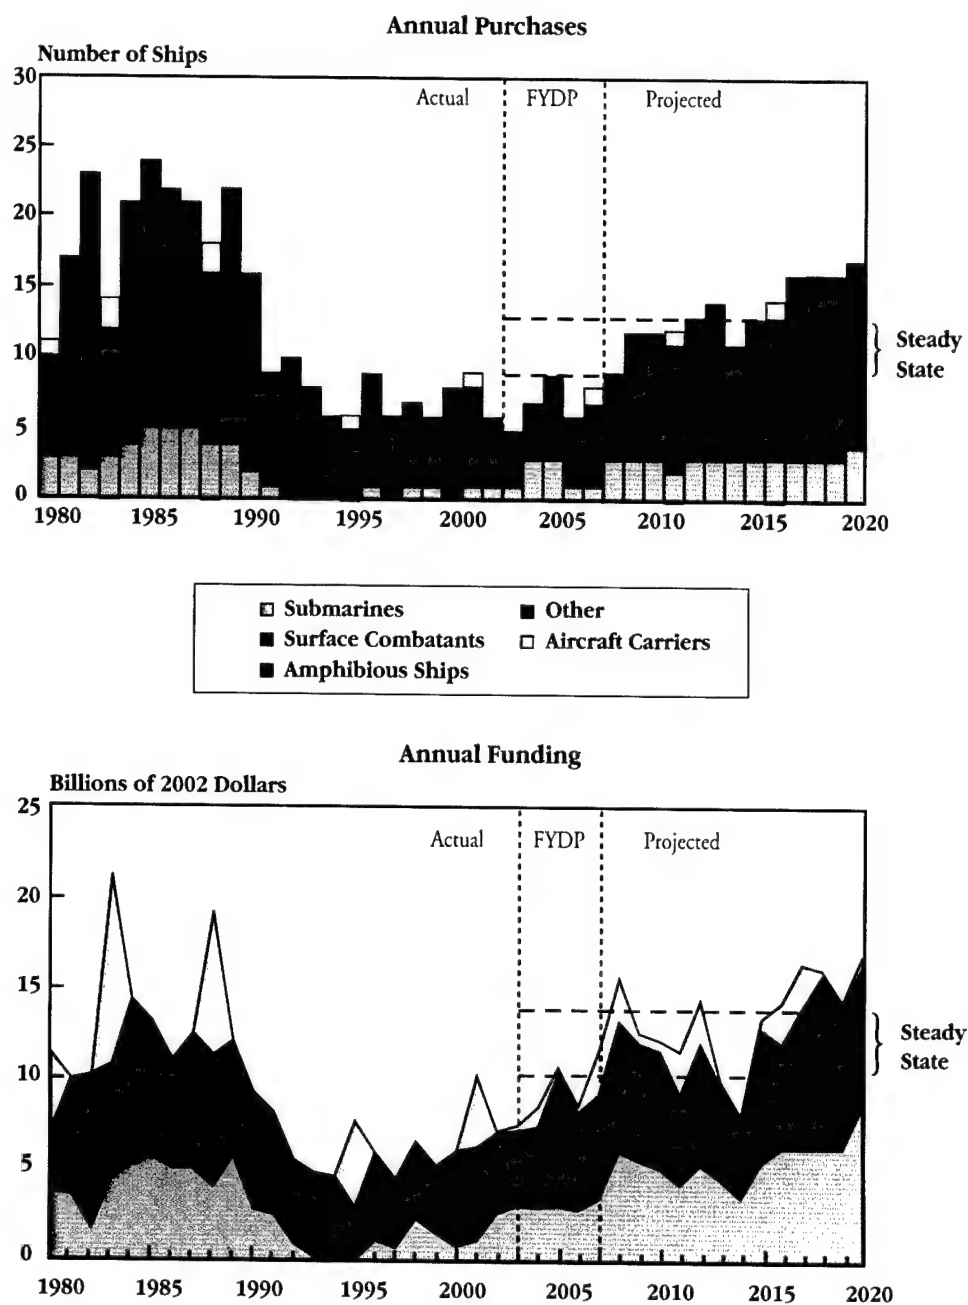 Annual Purchases
Number of Ships
30
25
20
15
10
5
0
Actual
FYDP
Projected
Steady
State
1980
1985
1990
1995
2000
2005
2010
2015
2020
Submarines
Other
Surface Combatants
Aircraft Carriers
Amphibious Ships
Annual Funding
Billions of 2002 Dollars
25
20
15
10
5
0
Actual
FYDP
Projected
Steady
State
1980
1985
1990
1995
2000
2005
2010
2015
2020